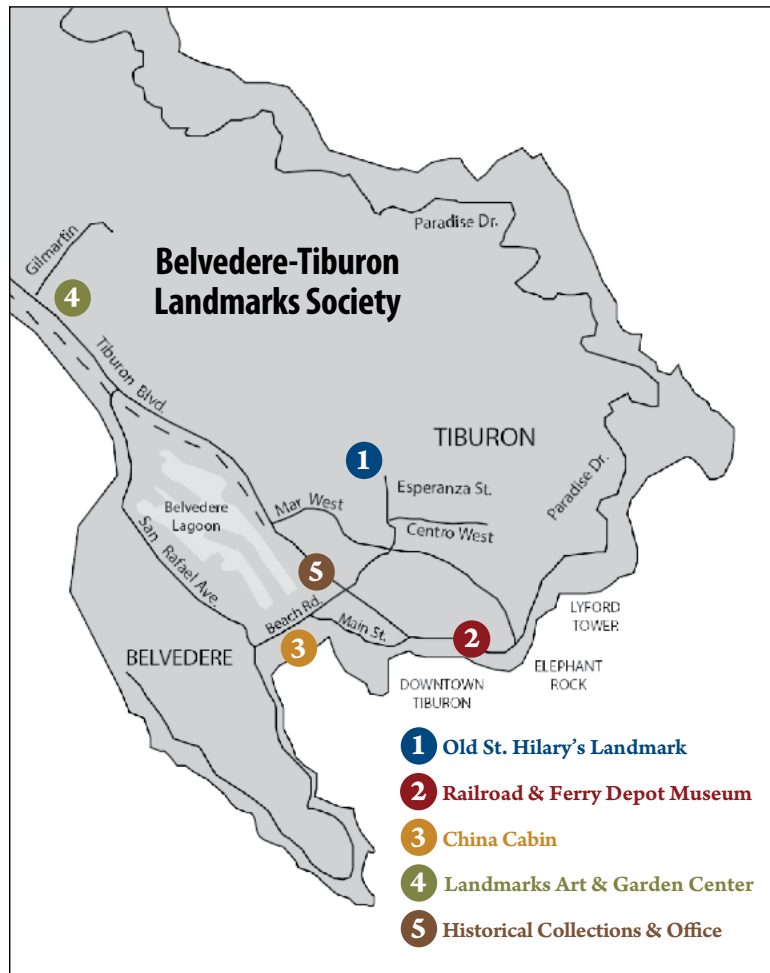 Paradise Dr.
Gilmartin
Belvedere-Tiburon
Landmarks Society
4
Tiburon Blvd.
TIBURON
1
Paradise Dr.
Esperanza St.
Mar West
Belvedere
Lagoon
Centro West
San Rafael Ave.
5
Beach Rd.
LYFORD
TOWER
Main St.
2
3
BELVEDERE
ELEPHANT
ROCK
DOWNTOWN
TIBURON
1 Old St. Hilary’s Landmark
2 Railroad & Ferry Depot Museum
3 China Cabin
4 Landmarks Art & Garden Center
5 Historical Collections & Office